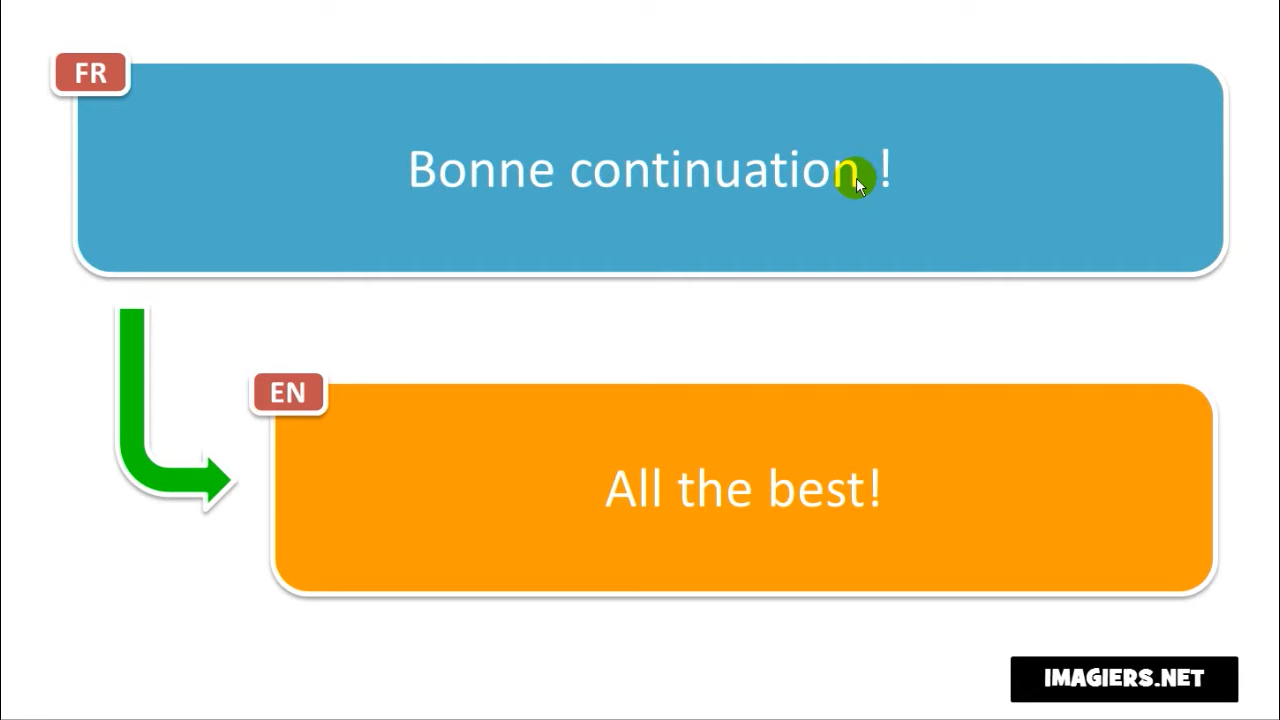 FR
Bonne continuation !
EN
All the best!
IMAGIERS.NET